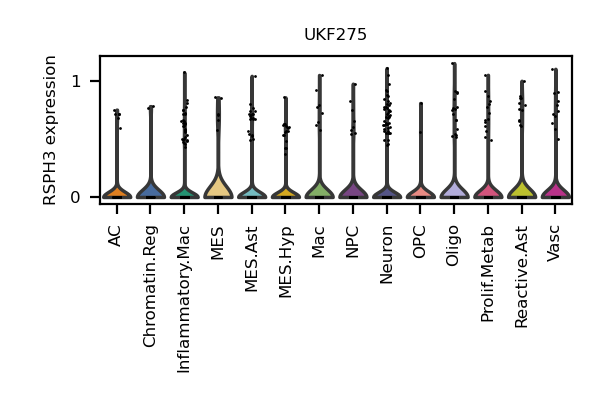 UKF275
RSPH3 expression
1
0
AC
Chromatin.Reg
Inflammatory.Mac
MES
MES.Ast
MES.Hyp
Mac
NPC
Neuron
OPC
Oligo
Prolif.Metab
Reactive.Ast
Vasc